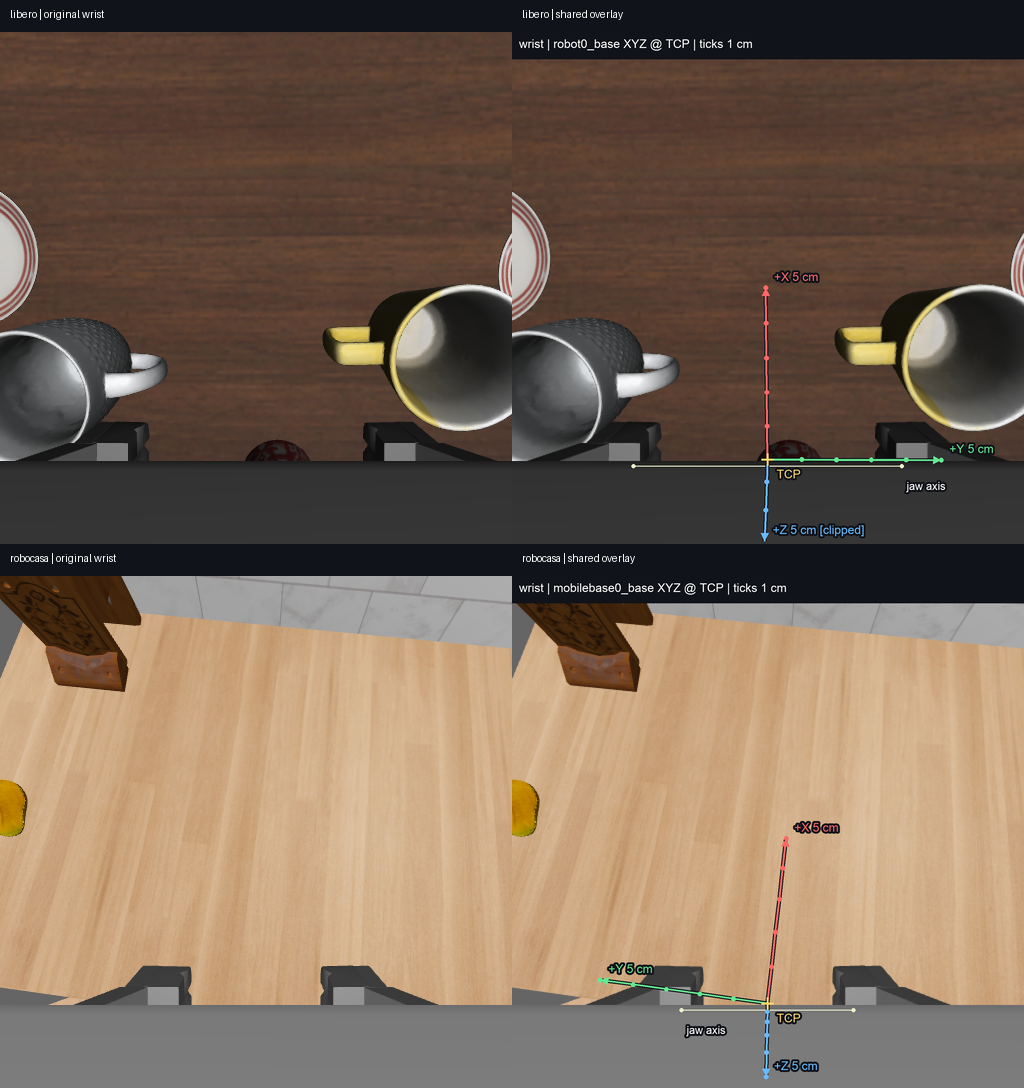 libero | original wrist
libero | shared overlay
wrist | robot0_base XYZ @ TCP | ticks 1 cm
+X 5 cm
+Y 5 cm
TCP
jaw axis
+Z 5 cm [clipped]
robocasa | original wrist
robocasa | shared overlay
wrist | mobilebase0_base XYZ @ TCP | ticks 1 cm
+X 5 cm
+Y 5 cm
TCP
jaw axis
+Z 5 cm